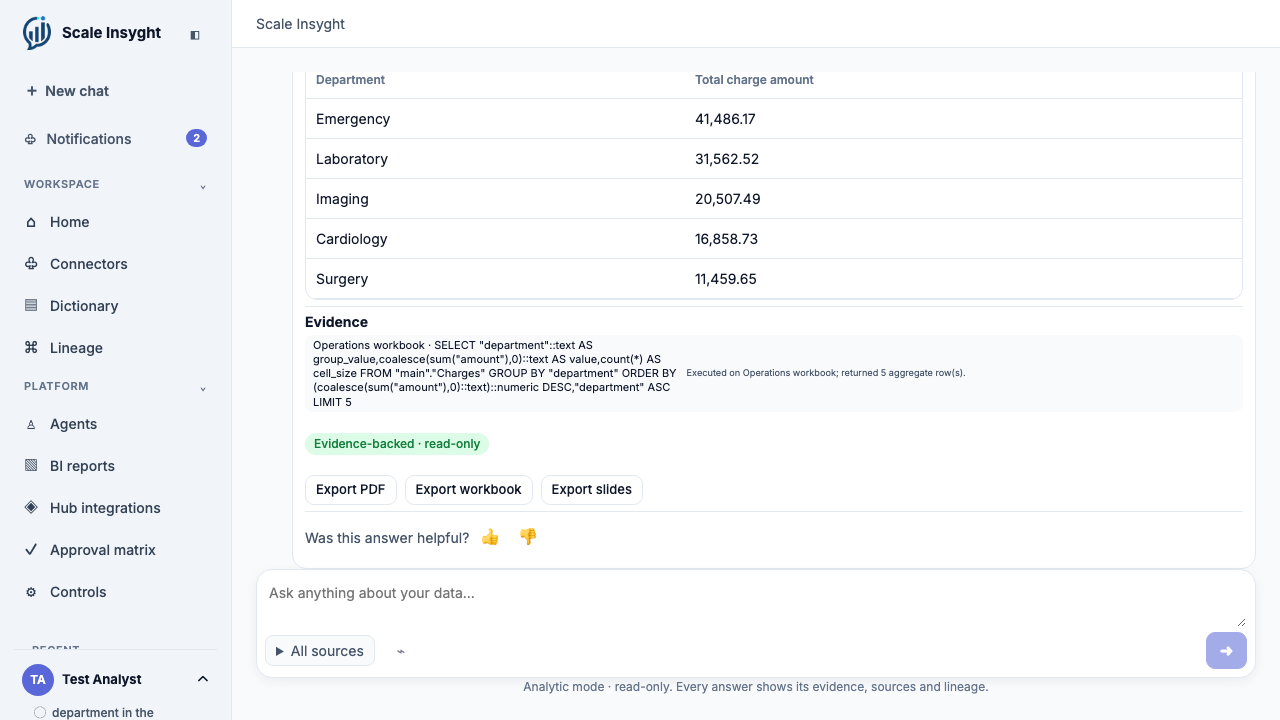 Scale Insyght
+ New chat
Notifications 2
WORKSPACE
Home
Connectors
Dictionary
Lineage
PLATFORM
Agents
BI reports
Hub integrations
Approval matrix
Controls
TA Test Analyst
department in the
Scale Insyght
Department Total charge amount
Emergency 41,486.17
Laboratory 31,562.52
Imaging 20,507.49
Cardiology 16,858.73
Surgery 11,459.65
Evidence
Operations workbook · SELECT "department"::text AS
group_value,coalesce(sum("amount"),0)::text AS value,count(*) AS
cell_size FROM "main"."Charges" GROUP BY "department" ORDER BY
(coalesce(sum("amount"),0)::text)::numeric DESC,"department" ASC
LIMIT 5
Executed on Operations workbook; returned 5 aggregate row(s).
Evidence-backed · read-only
Export PDF Export workbook Export slides
Was this answer helpful?
Ask anything about your data...
All sources
Analytic mode · read-only. Every answer shows its evidence, sources and lineage.